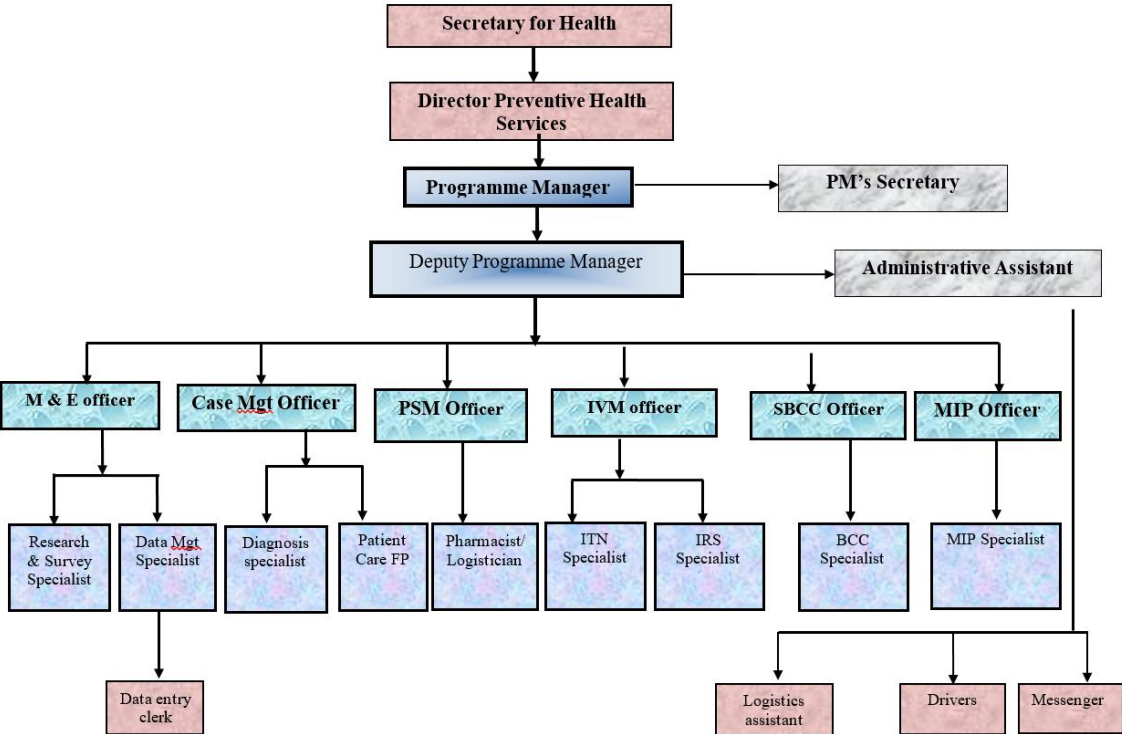 Secretary for Health
Director Preventive Health
Services
Programme Manager
PM's Secretary
Deputy Programme Manager
Administrative Assistant
M & E officer
Case Mgt Officer
PSM Officer
IVM officer
SBCC Officer
MIP Officer
Research
& Survey
Specialist
Data Mgt
Specialist
Diagnosis
specialist
Patient
Care FP
Pharmacist/
Logistician
ITN
Specialist
IRS
Specialist
BCC
Specialist
MIP Specialist
Data entry
clerk
Logistics
assistant
Drivers
Messenger